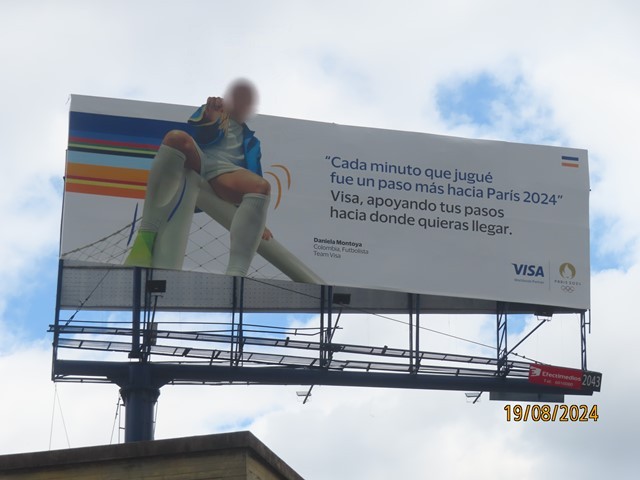 “Cada minuto que jugué
fue un paso más hacia París 2024”
Visa, apoyando tus pasos
hacia donde quieras llegar.
Daniela Montoya
Colombia, Futbolista
Team Visa
VISA
PARIS 2024
2043
19/08/2024